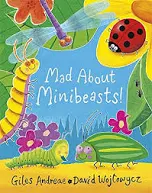 Mad About
Minibeasts!
Giles Andreae
David Wojtowycz